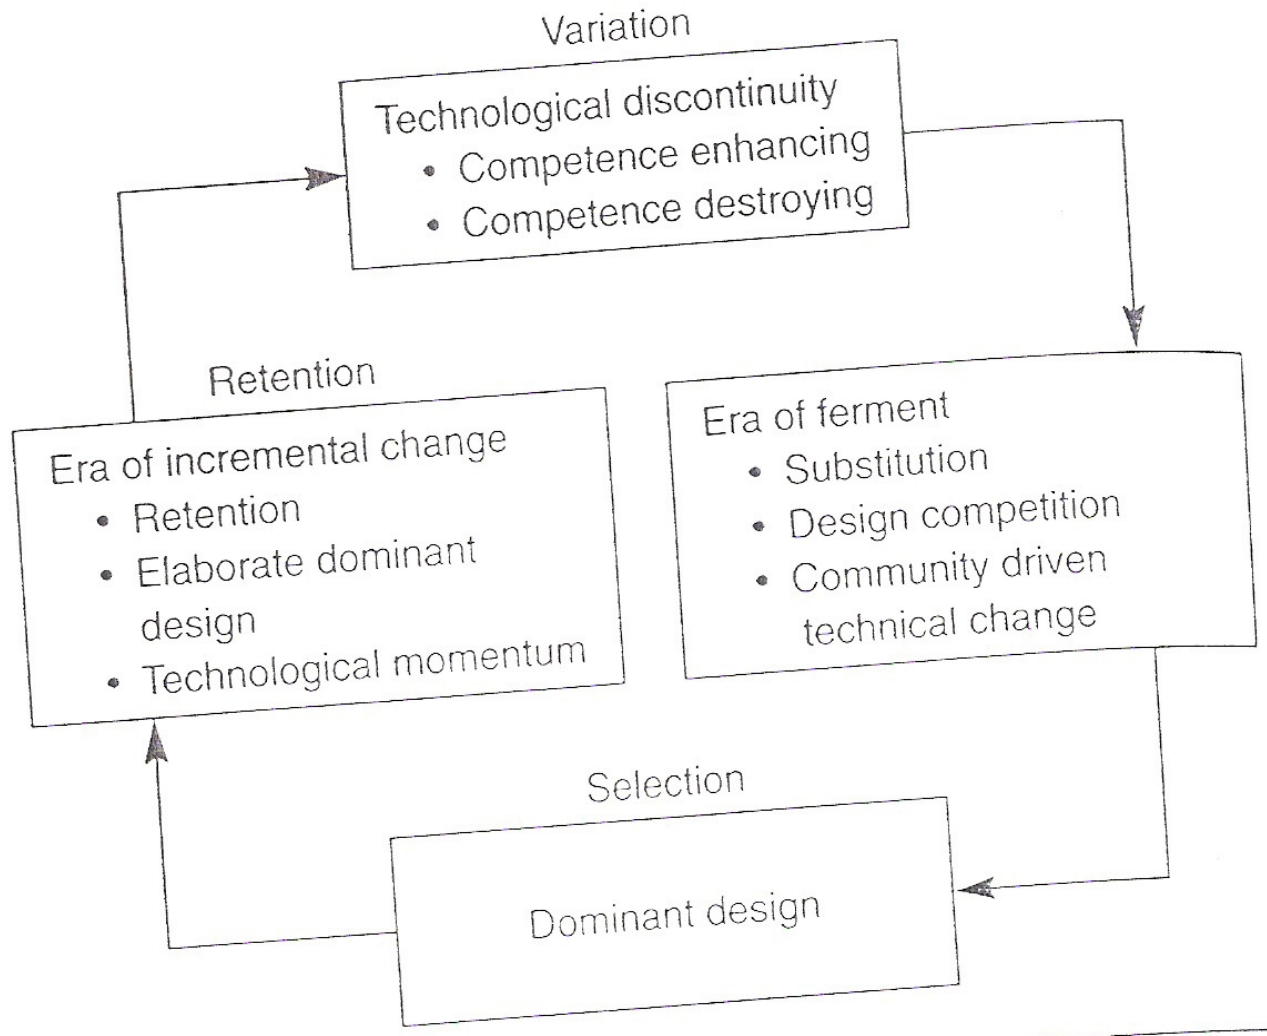 Variation
Technological discontinuity
• Competence enhancing
• Competence destroying
Retention
Era of incremental change
• Retention
• Elaborate dominant
design
• Technological momentum
Era of ferment
• Substitution
• Design competition
• Community driven
technical change
Selection
Dominant design